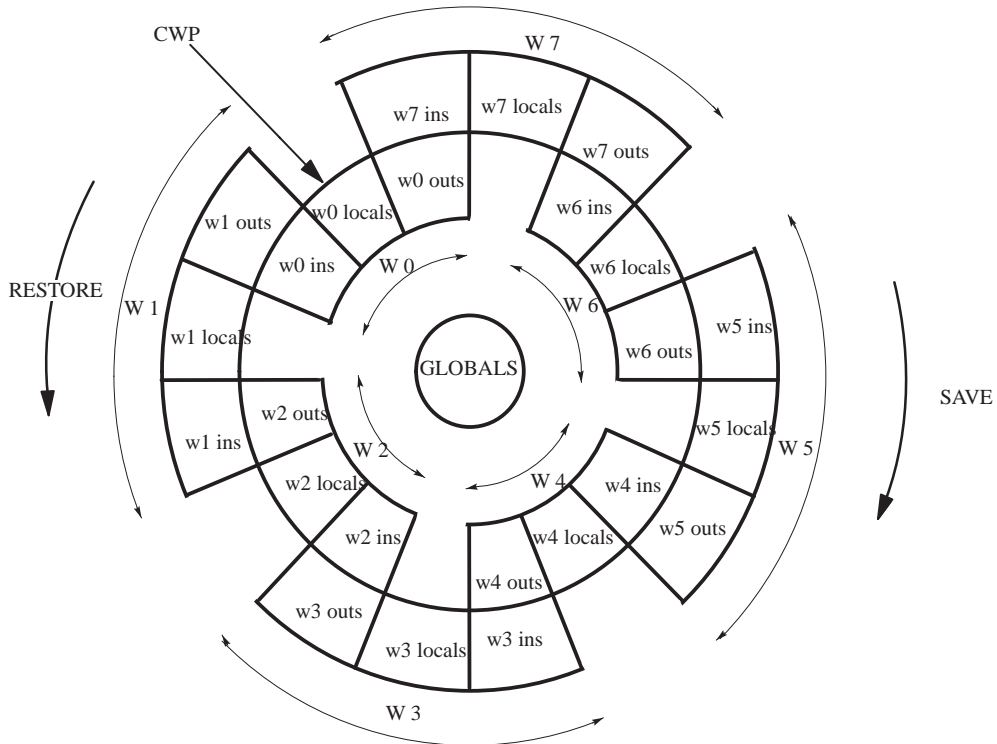 CWP
W 7
w7 ins
w7 locals
w7 outs
w0 outs
w0 locals
w0 ins
w1 outs
w6 ins
w6 locals
W 0
W 6
RESTORE
W 1
w1 locals
w5 ins
w6 outs
GLOBALS
SAVE
w2 outs
w1 ins
w5 locals
W 5
W 2
w2 locals
W 4
w4 ins
w5 outs
w2 ins
w4 locals
w4 outs
w3 outs
w3 locals
w3 ins
W 3